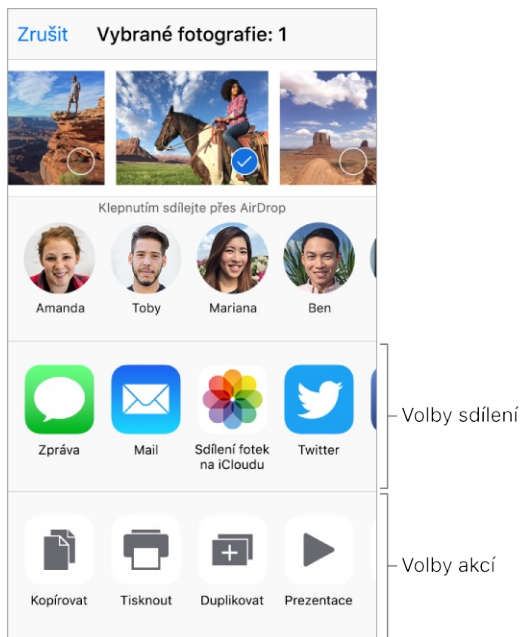 Zrušit Vybrané fotografie: 1
Klepnutím sdílejte přes AirDrop
Amanda Toby Mariana Ben
Zpráva Mail Sdílení fotek na iCloudu Twitter
Volby sdílení
Kopírovat Tisknout Duplikovat Prezentace
Volby akcí